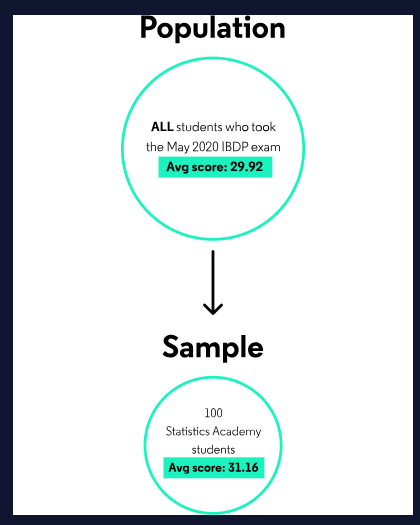 Population
ALL students who took
the May 2020 IBDP exam
Avg score: 29.92
Sample
100
Statistics Academy
students
Avg score: 31.16